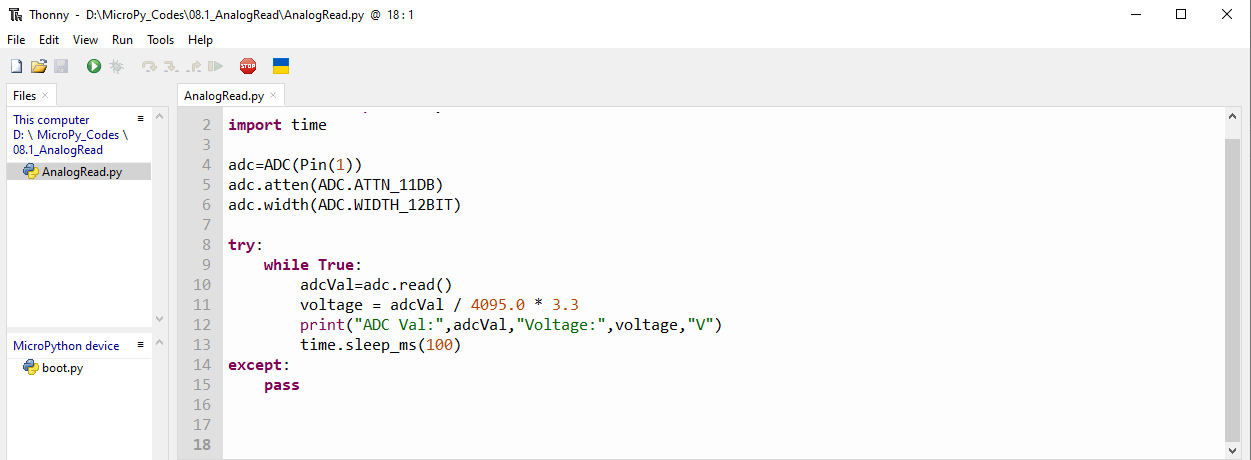 Thonny - D:\MicroPy_Codes\08.1_AnalogRead\AnalogRead.py @ 18 : 1
File Edit View Run Tools Help
STOP
Files ×
This computer ≡
D: \ MicroPy_Codes \
08.1_AnalogRead
AnalogRead.py
MicroPython device ≡
boot.py
AnalogRead.py ×
2 import time
3
4 adc=ADC(Pin(1))
5 adc.atten(ADC.ATTN_11DB)
6 adc.width(ADC.WIDTH_12BIT)
7
8 try:
9     while True:
10         adcVal=adc.read()
11         voltage = adcVal / 4095.0 * 3.3
12         print("ADC Val:",adcVal,"Voltage:",voltage,"V")
13         time.sleep_ms(100)
14 except:
15     pass
16
17
18